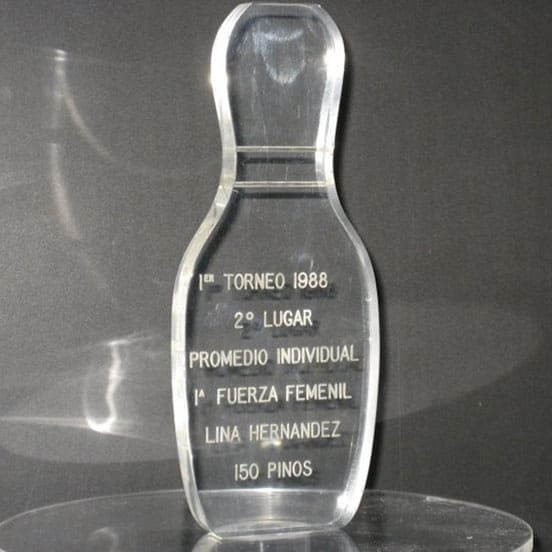 1ER TORNEO 1988
2º LUGAR
PROMEDIO INDIVIDUAL
1A FUERZA FEMENIL
LINA HERNANDEZ
150 PINOS